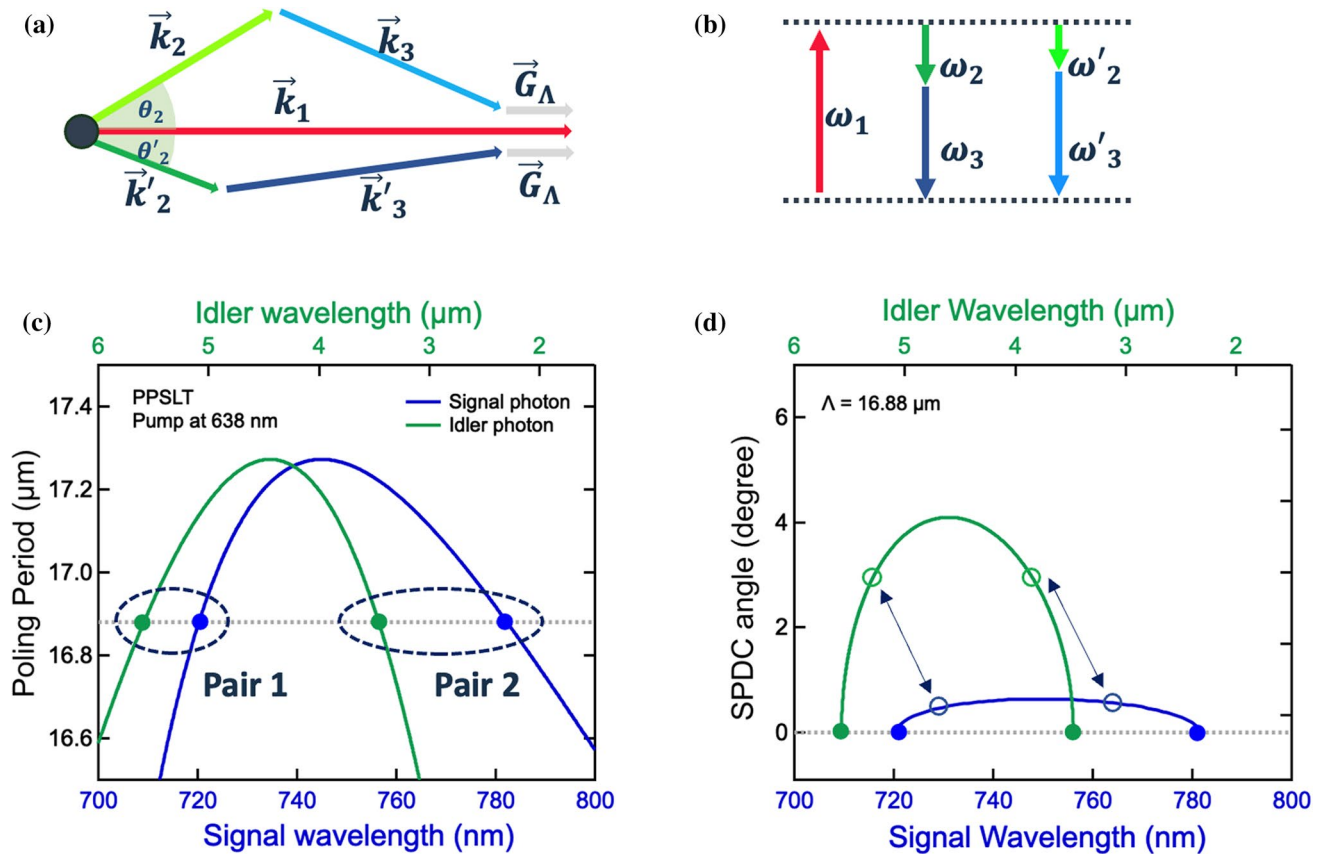 (a)
k⃗₂
k⃗₃
θ₂
k⃗₁
G⃗_Λ
θ'₂
k⃗'₂
k⃗'₃
G⃗_Λ
(b)
ω₁
ω₂
ω'₂
ω₃
ω'₃
(c)
Idler wavelength (μm)
6 5 4 3 2
PPSLT
Pump at 638 nm
Signal photon
Idler photon
Poling Period (μm)
17.4
17.2
17.0
16.8
16.6
Pair 1
Pair 2
700 720 740 760 780 800
Signal wavelength (nm)
(d)
Idler Wavelength (μm)
6 5 4 3 2
Λ = 16.88 μm
SPDC angle (degree)
6
4
2
0
700 720 740 760 780 800
Signal Wavelength (nm)